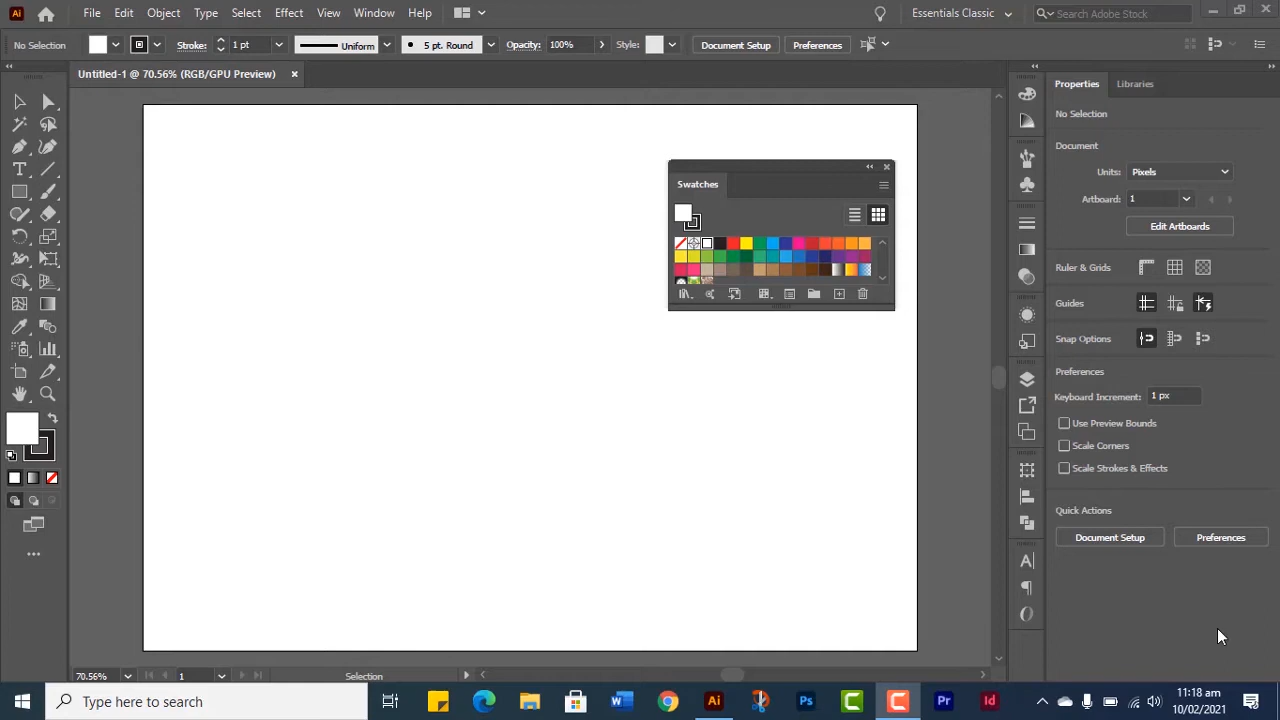 Ai File Edit Object Type Select Effect View Window Help Essentials Classic Search Adobe Stock
No Selection Stroke: 1 pt Uniform 5 pt. Round Opacity: 100% Style: Document Setup Preferences
Untitled-1 @ 70.56% (RGB/GPU Preview)
Properties Libraries
No Selection
Document
Units: Pixels
Artboard: 1
Edit Artboards
Ruler & Grids
Guides
Snap Options
Preferences
Keyboard Increment: 1 px
Use Preview Bounds
Scale Corners
Scale Strokes & Effects
Quick Actions
Document Setup Preferences
Swatches
70.56% 1 Selection
Type here to search
W Ai Ps C C Pr Id
11:18 am
10/02/2021